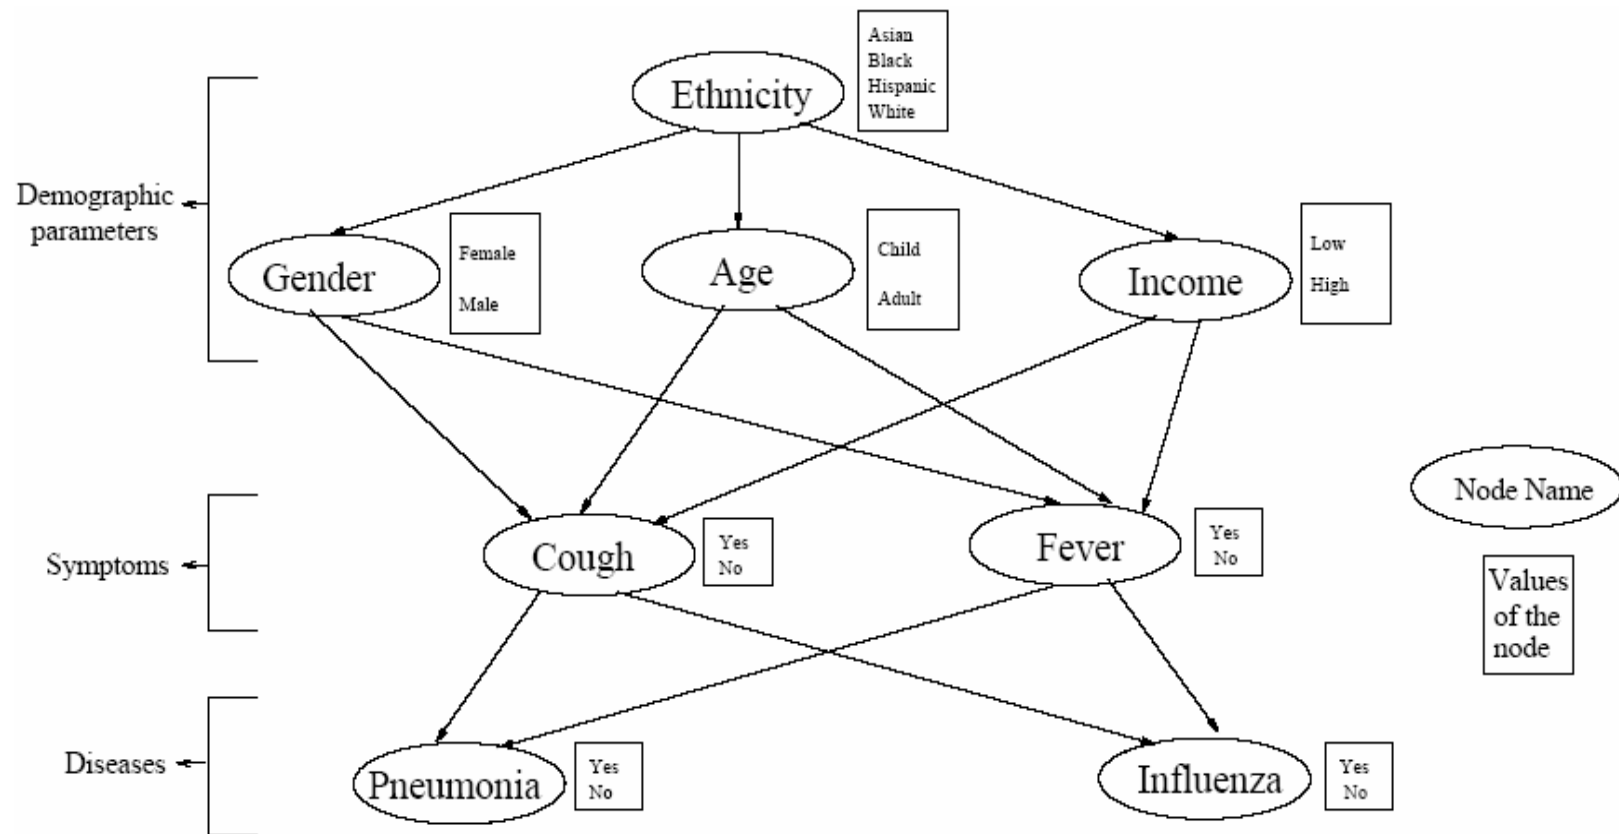 Asian
Black
Hispanic
White
Ethnicity
Demographic
parameters
Gender
Female
Male
Age
Child
Adult
Income
Low
High
Symptoms
Cough
Yes
No
Fever
Yes
No
Node Name
Values
of the
node
Diseases
Pneumonia
Yes
No
Influenza
Yes
No